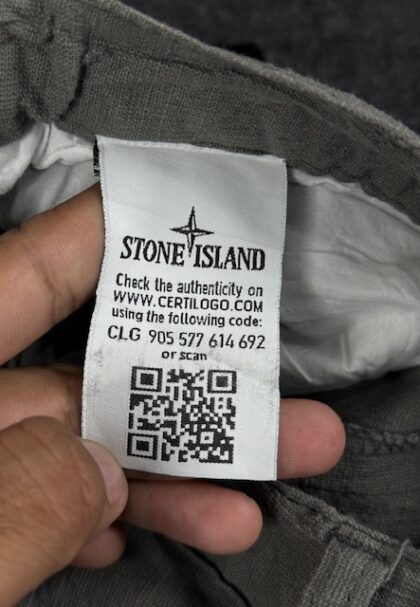 STONE ISLAND
Check the authenticity on
WWW.CERTILOGO.COM
using the following code:
CLG 905 577 614 692
or scan